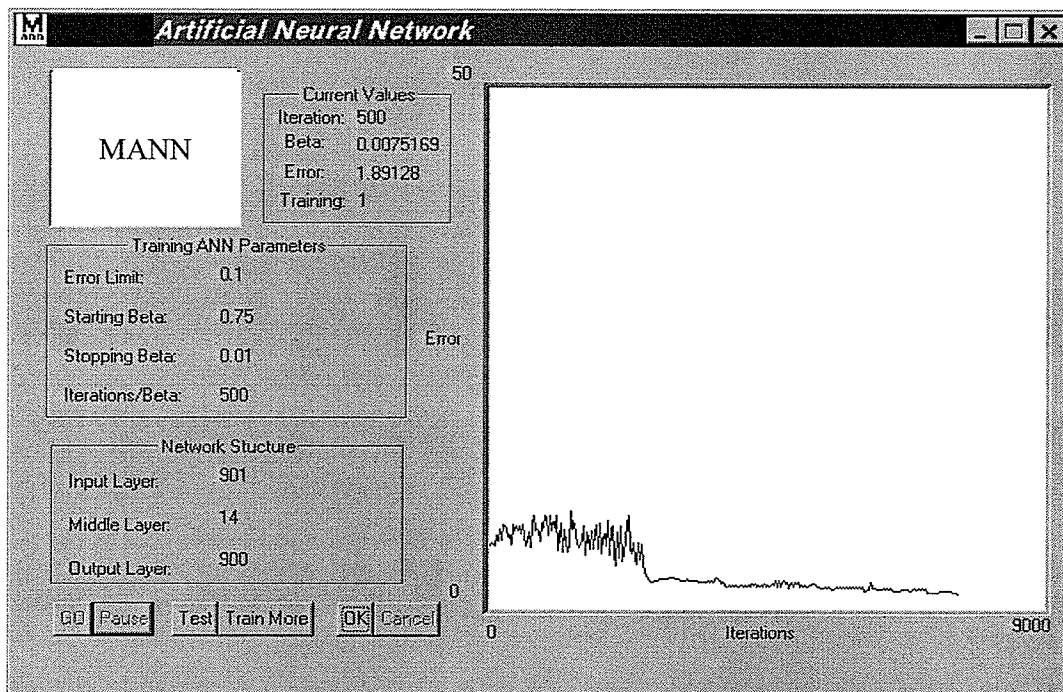 M
ann
Artificial Neural Network
MANN
Current Values
Iteration: 500
Beta: 0.0075169
Error: 1.89128
Training: 1
Training ANN Parameters
Error Limit: 0.1
Starting Beta: 0.75
Stopping Beta: 0.01
Iterations/Beta: 500
Network Stucture
Input Layer: 901
Middle Layer: 14
Output Layer: 900
GO Pause Test Train More OK Cancel
50
Error
0
0 Iterations 9000